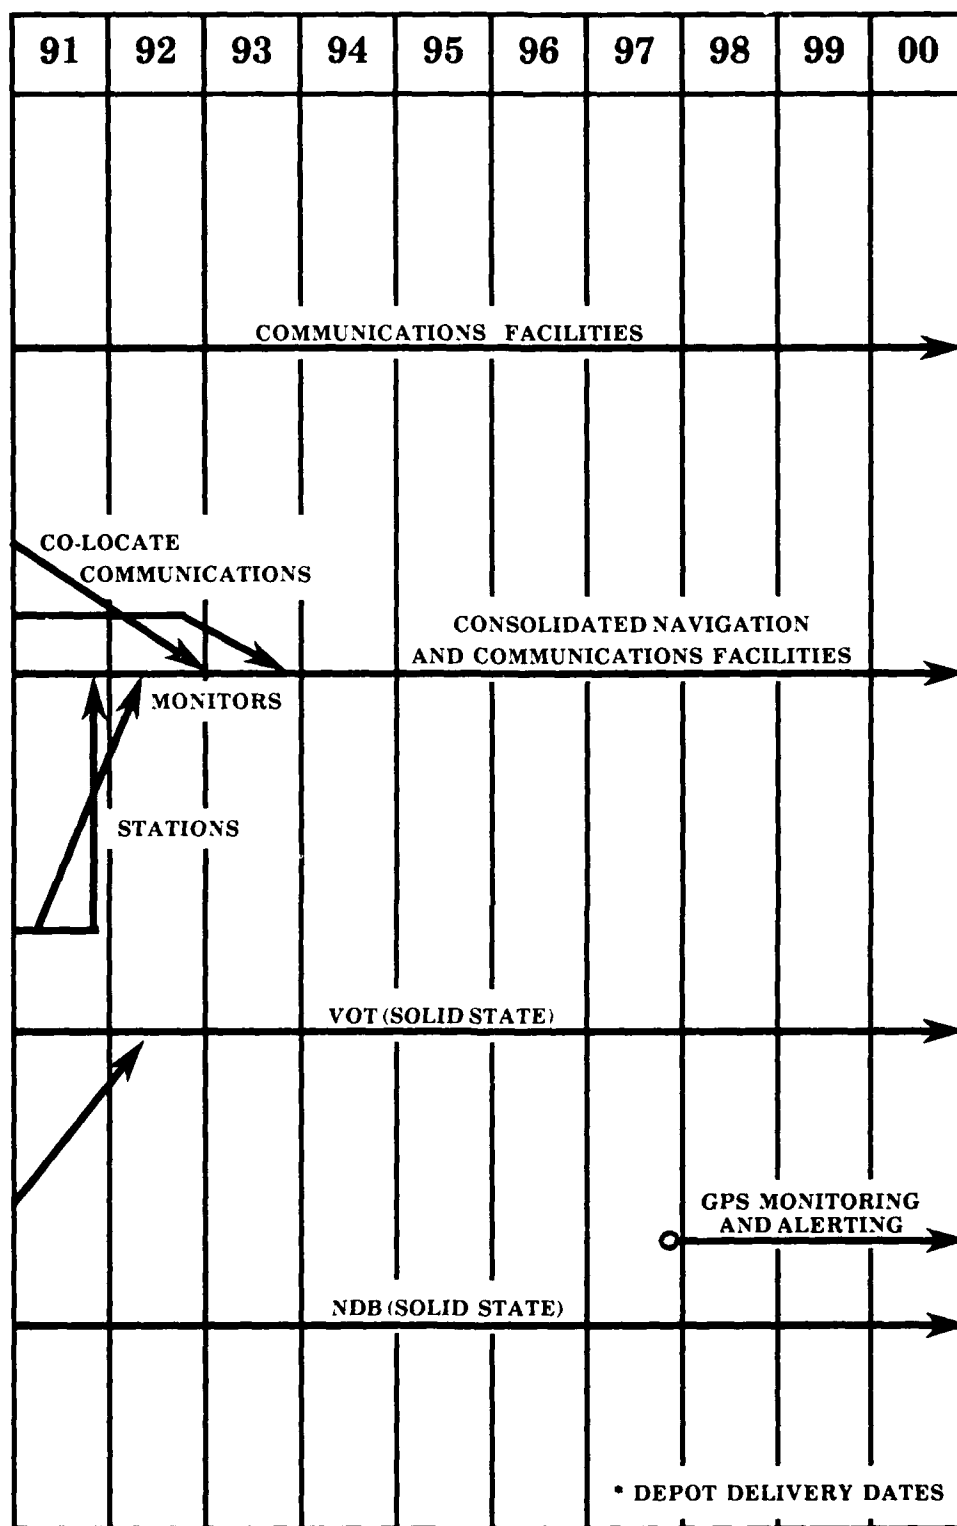 91 92 93 94 95 96 97 98 99 00
COMMUNICATIONS FACILITIES
CO-LOCATE
COMMUNICATIONS
CONSOLIDATED NAVIGATION
AND COMMUNICATIONS FACILITIES
MONITORS
STATIONS
VOT (SOLID STATE)
GPS MONITORING
AND ALERTING
NDB (SOLID STATE)
* DEPOT DELIVERY DATES